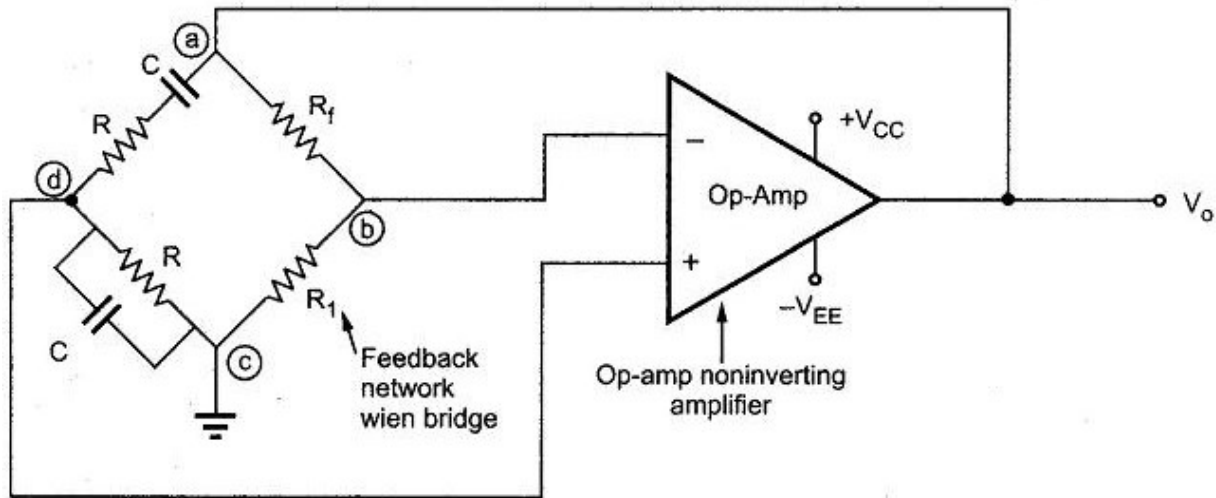 ⓐ
C
R
R_f
ⓓ
+V_CC
–
Op-Amp
V_o
ⓑ
R
+
R_1
–V_EE
C
ⓒ
Feedback
network
wien bridge
Op-amp noninverting
amplifier